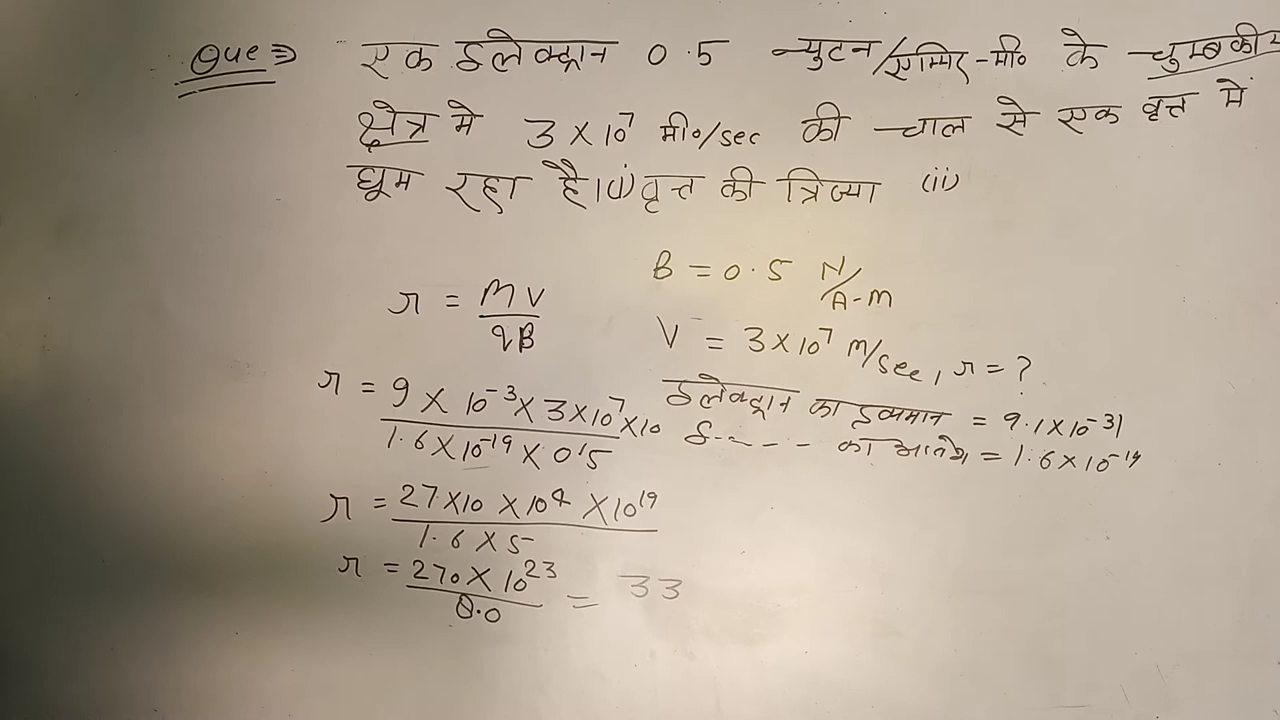 Que ⇒ एक इलेक्ट्रान 0.5 न्युटन/एम्पियर-मी० के चुम्बकीय
क्षेत्र मे 3 × 10⁷ मी०/sec की चाल से एक वृत्त में
घूम रहा है। (i) वृत्त की त्रिज्या (ii)
B = 0.5 N/A-M
r = MV/qB
V = 3 × 10⁷ M/sec, r = ?
r = 9 × 10⁻³ × 3 × 10⁷ × 10/1.6 × 10⁻¹⁹ × 0.5
इलेक्ट्रान का द्रव्यमान = 9.1 × 10⁻³¹
इ---- का आवेश = 1.6 × 10⁻¹⁹
r = 27 × 10 × 10⁴ × 10¹⁹/1.6 × 5
r = 270 × 10²³/8.0 = 33